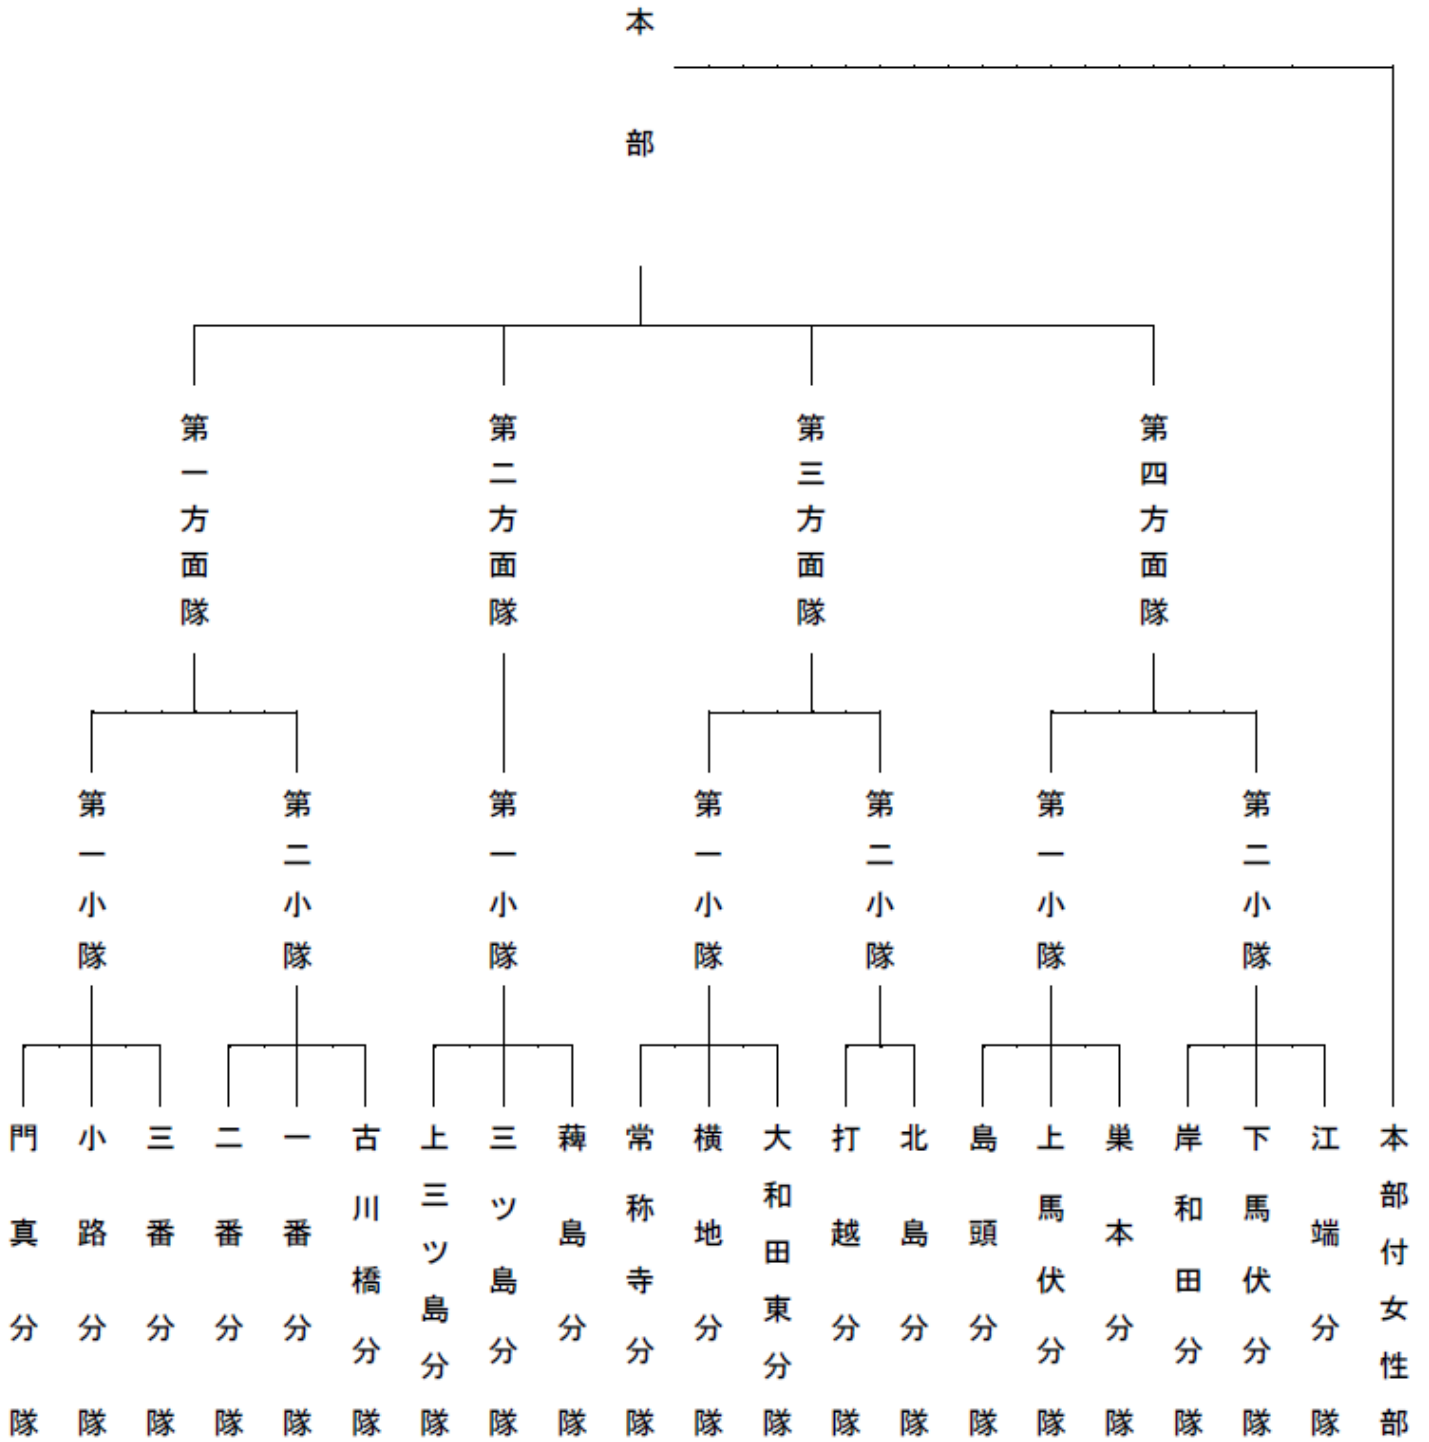 本部
第一方面隊
第二方面隊
第三方面隊
第四方面隊
第一小隊
第二小隊
第一小隊
第一小隊
第二小隊
第一小隊
第二小隊
門真分隊
小路分隊
三番分隊
二番分隊
一番分隊
古川橋分隊
上三ツ島分隊
三ツ島分隊
薭島分隊
常称寺分隊
横地分隊
大和田東分隊
打越分隊
北島分隊
島頭分隊
上馬伏分隊
巣本分隊
岸和田分隊
下馬伏分隊
江端分隊
本部付女性部